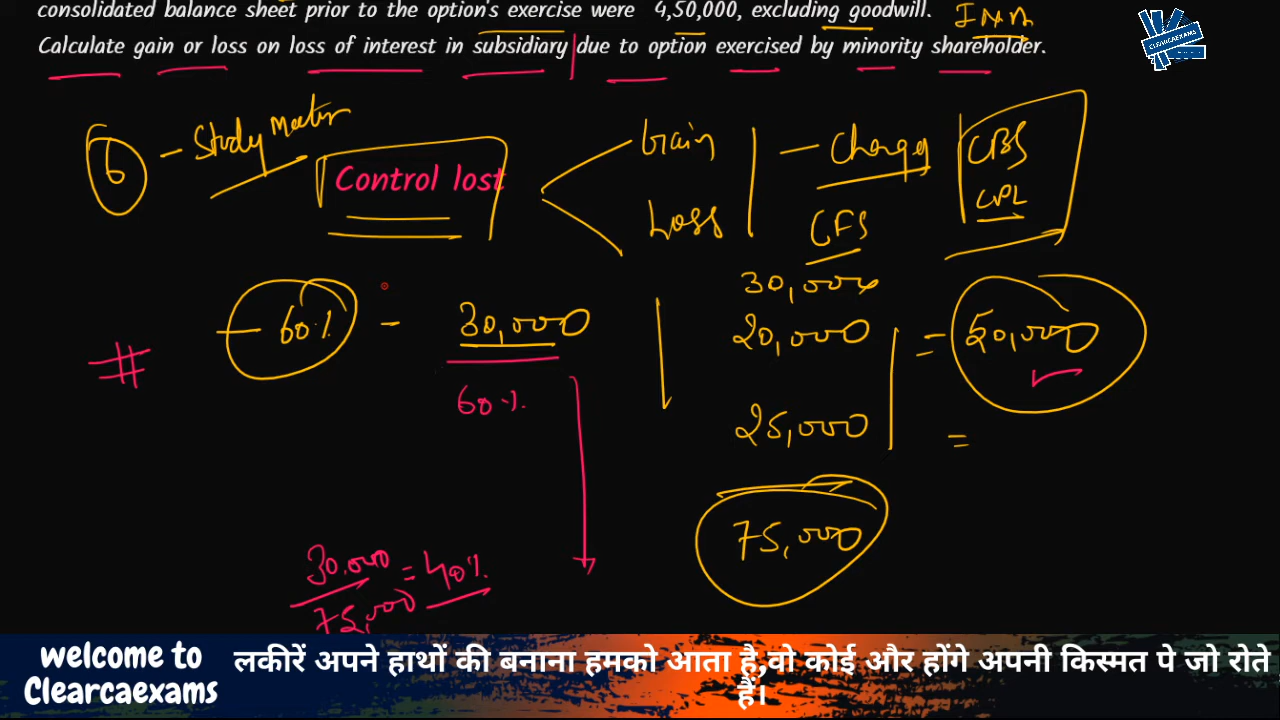 consolidated balance sheet prior to the option's exercise were 4,50,000, excluding goodwill.
Calculate gain or loss on loss of interest in subsidiary due to option exercised by minority shareholder.
CLEARCAEXAMS
6 - Study
Control lost
Gain
Loss
CFS
CBS
CPL
60% - 30,000
60%
30,000
20,000 = 50,000
25,000 =
75,000
30,000 = 40%
75,000
welcome to
Clearcaexams
लकीरें अपने हाथों की बनाना हमको आता है,वो कोई और होंगे अपनी किस्मत पे जो रोते
हैं।